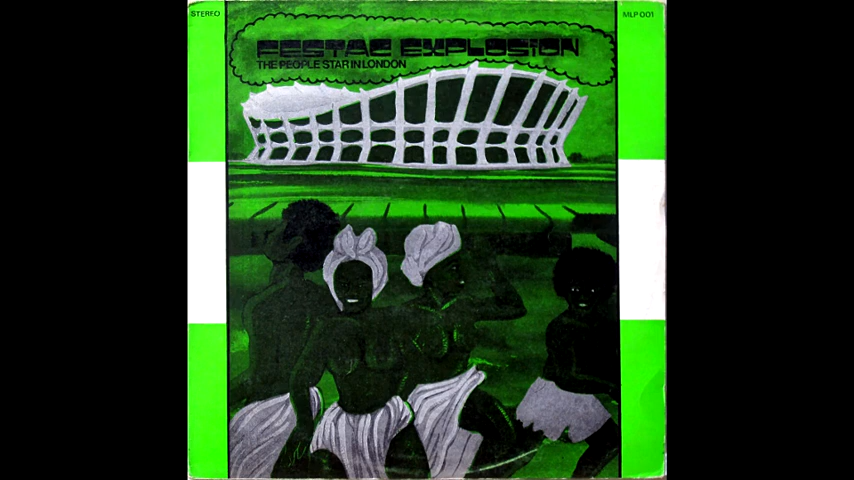 STEREO
MLP 001
FESTAC EXPLOSION
THE PEOPLE STAR IN LONDON